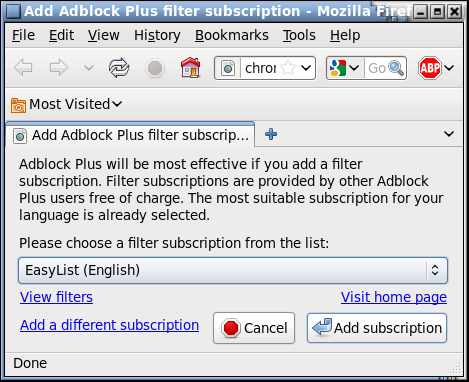 Add Adblock Plus filter subscription - Mozilla Firef
File Edit View History Bookmarks Tools Help
chron Go ABP
Most Visited
Add Adblock Plus filter subscrip...
Adblock Plus will be most effective if you add a filter
subscription. Filter subscriptions are provided by other Adblock
Plus users free of charge. The most suitable subscription for your
language is already selected.
Please choose a filter subscription from the list:
EasyList (English)
View filters Visit home page
Add a different subscription Cancel Add subscription
Done